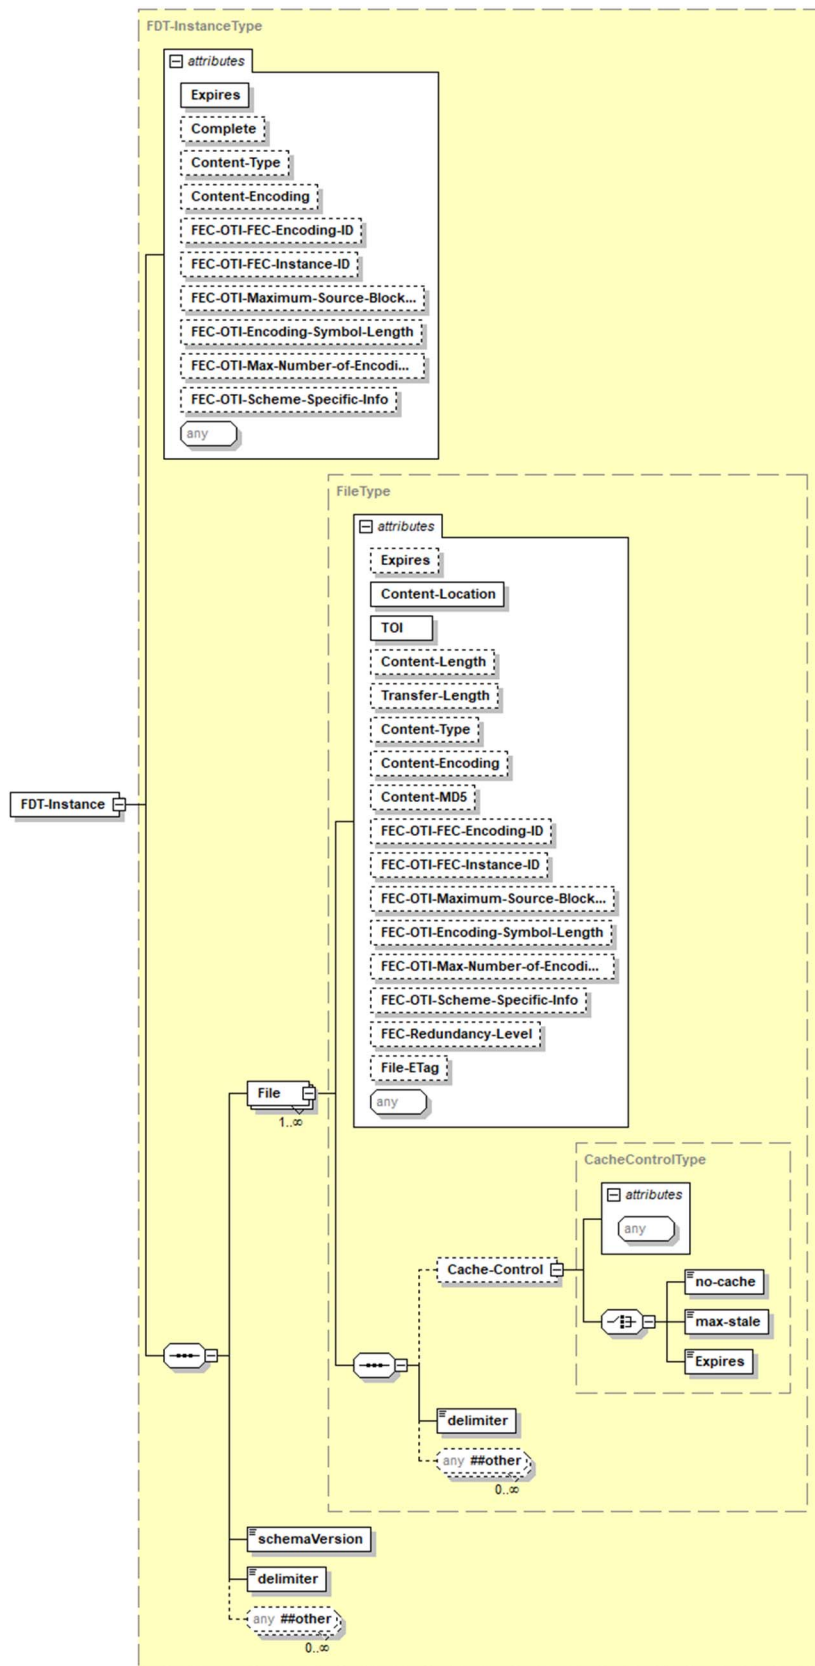 FDT-InstanceType
attributes
Expires
Complete
Content-Type
Content-Encoding
FEC-OTI-FEC-Encoding-ID
FEC-OTI-FEC-Instance-ID
FEC-OTI-Maximum-Source-Block...
FEC-OTI-Encoding-Symbol-Length
FEC-OTI-Max-Number-of-Encodi...
FEC-OTI-Scheme-Specific-Info
any
FileType
attributes
Expires
Content-Location
TOI
Content-Length
Transfer-Length
Content-Type
Content-Encoding
Content-MD5
FDT-Instance
FEC-OTI-FEC-Encoding-ID
FEC-OTI-FEC-Instance-ID
FEC-OTI-Maximum-Source-Block...
FEC-OTI-Encoding-Symbol-Length
FEC-OTI-Max-Number-of-Encodi...
FEC-OTI-Scheme-Specific-Info
FEC-Redundancy-Level
File-ETag
any
File
1..∞
CacheControlType
attributes
any
Cache-Control
no-cache
max-stale
Expires
delimiter
any ##other
0..∞
schemaVersion
delimiter
any ##other
0..∞